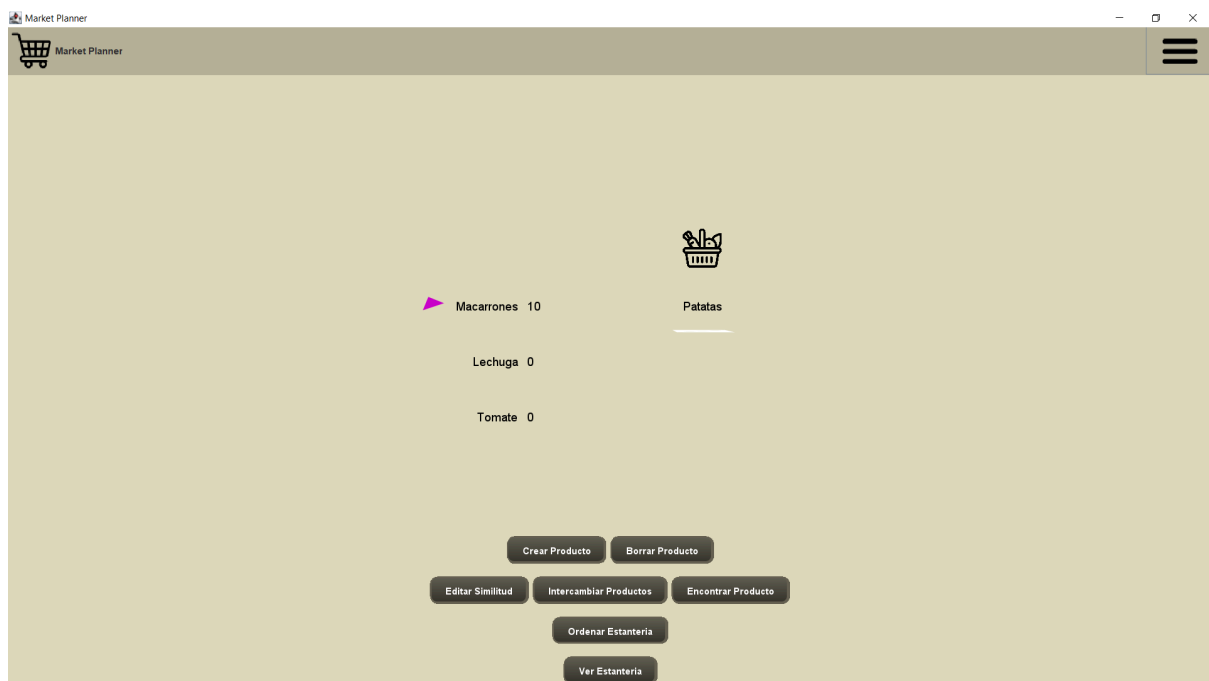 Market Planner
Market Planner
Macarrones 10 Patatas
Lechuga 0
Tomate 0
Crear Producto Borrar Producto
Editar Similitud Intercambiar Productos Encontrar Producto
Ordenar Estanteria
Ver Estanteria